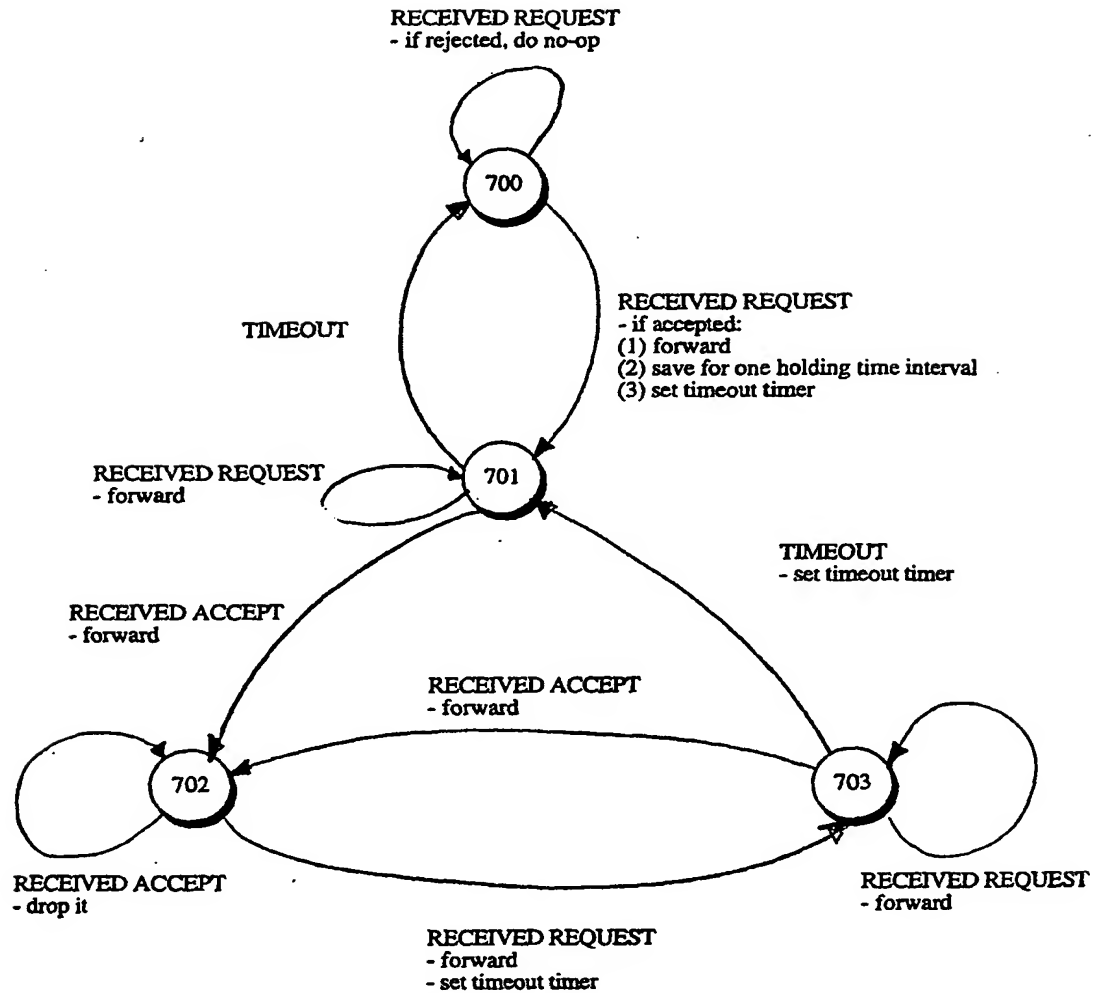 RECEIVED REQUEST
- if rejected, do no-op
700
TIMEOUT
RECEIVED REQUEST
- if accepted:
(1) forward
(2) save for one holding time interval
(3) set timeout timer
RECEIVED REQUEST
- forward
701
TIMEOUT
- set timeout timer
RECEIVED ACCEPT
- forward
RECEIVED ACCEPT
- forward
702
703
RECEIVED ACCEPT
- drop it
RECEIVED REQUEST
- forward
RECEIVED REQUEST
- forward
- set timeout timer